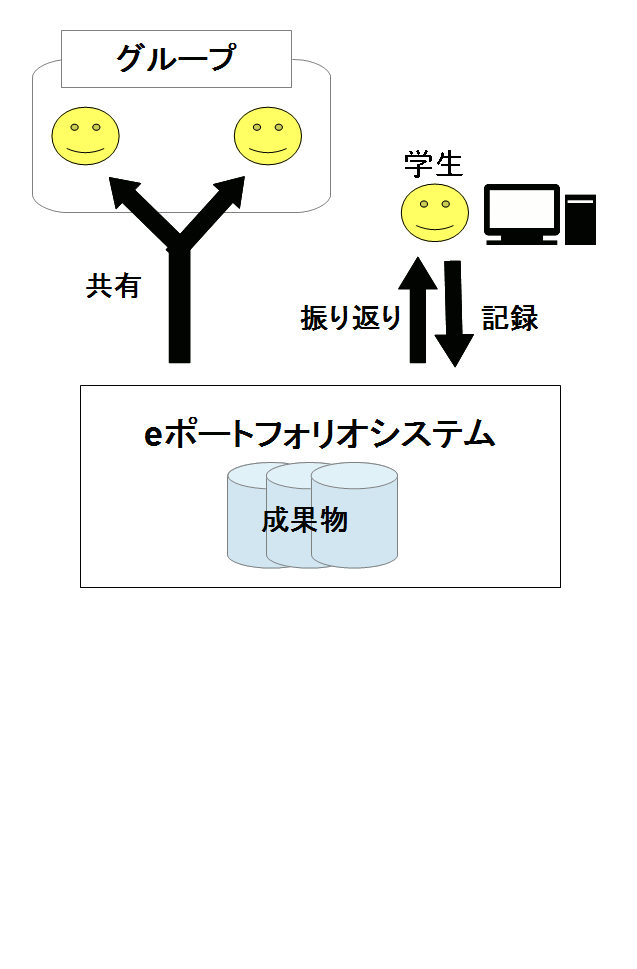 グループ
学生
共有
振り返り
記録
eポートフォリオシステム
成果物